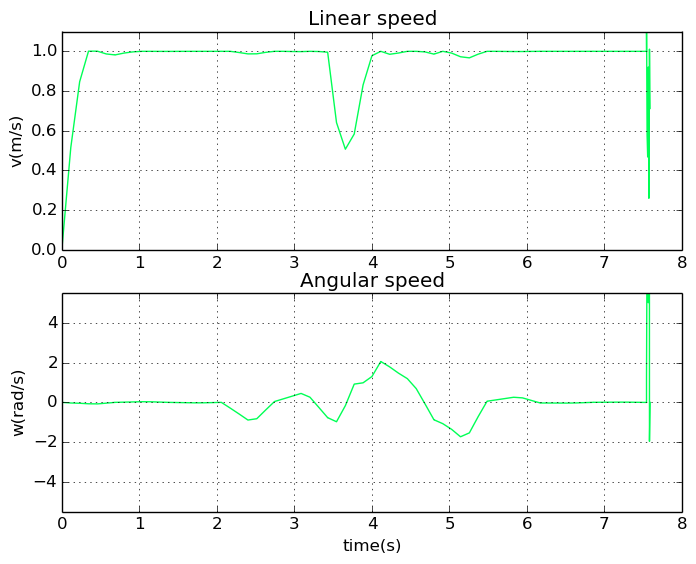 Linear speed
v(m/s)
1.0
0.8
0.6
0.4
0.2
0.0
0 1 2 3 4 5 6 7 8
Angular speed
w(rad/s)
4
2
0
−2
−4
0 1 2 3 4 5 6 7 8
time(s)